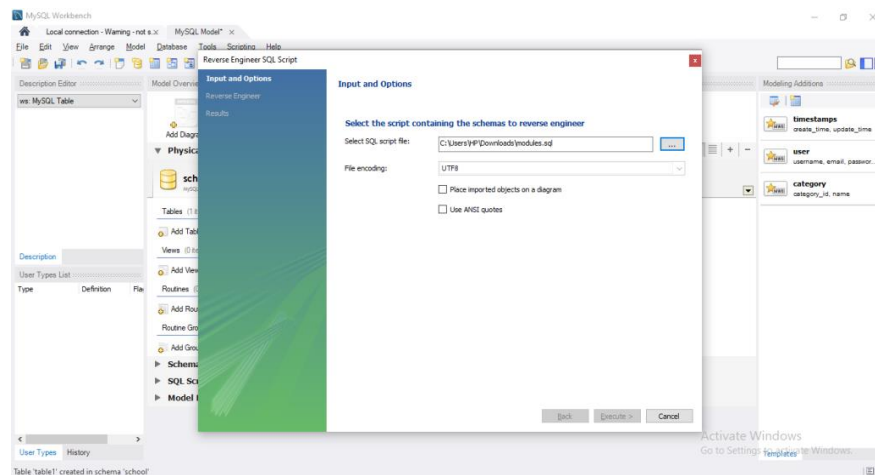 MySQL Workbench
Local connection - Warning - not s.× MySQL Model* ×
File Edit View Arrange Model Database Tools Scripting Help
Description Editor
ws: MySQL Table
Description
User Types List
Type Definition Flag
User Types History
Table 'table1' created in schema 'school'
Model Overvie
Add Diagra
Physica
sch
MySQL
Tables
Add Tabl
Views
Add View
Routines
Add Rou
Routine Gro
Add Grou
Schema
SQL Scr
Model
Reverse Engineer SQL Script
Input and Options
Reverse Engineer
Results
Input and Options
Select the script containing the schemas to reverse engineer
Select SQL script file: C:\Users\HP\Downloads\modules.sql ...
File encoding: UTF8
Place imported objects on a diagram
Use ANSI quotes
Back Execute > Cancel
Modeling Additions
timestamps
create_time, update_time
user
username, email, passwor..
category
category_id, name
Activate Windows
Go to Settings to activate Windows.
Templates